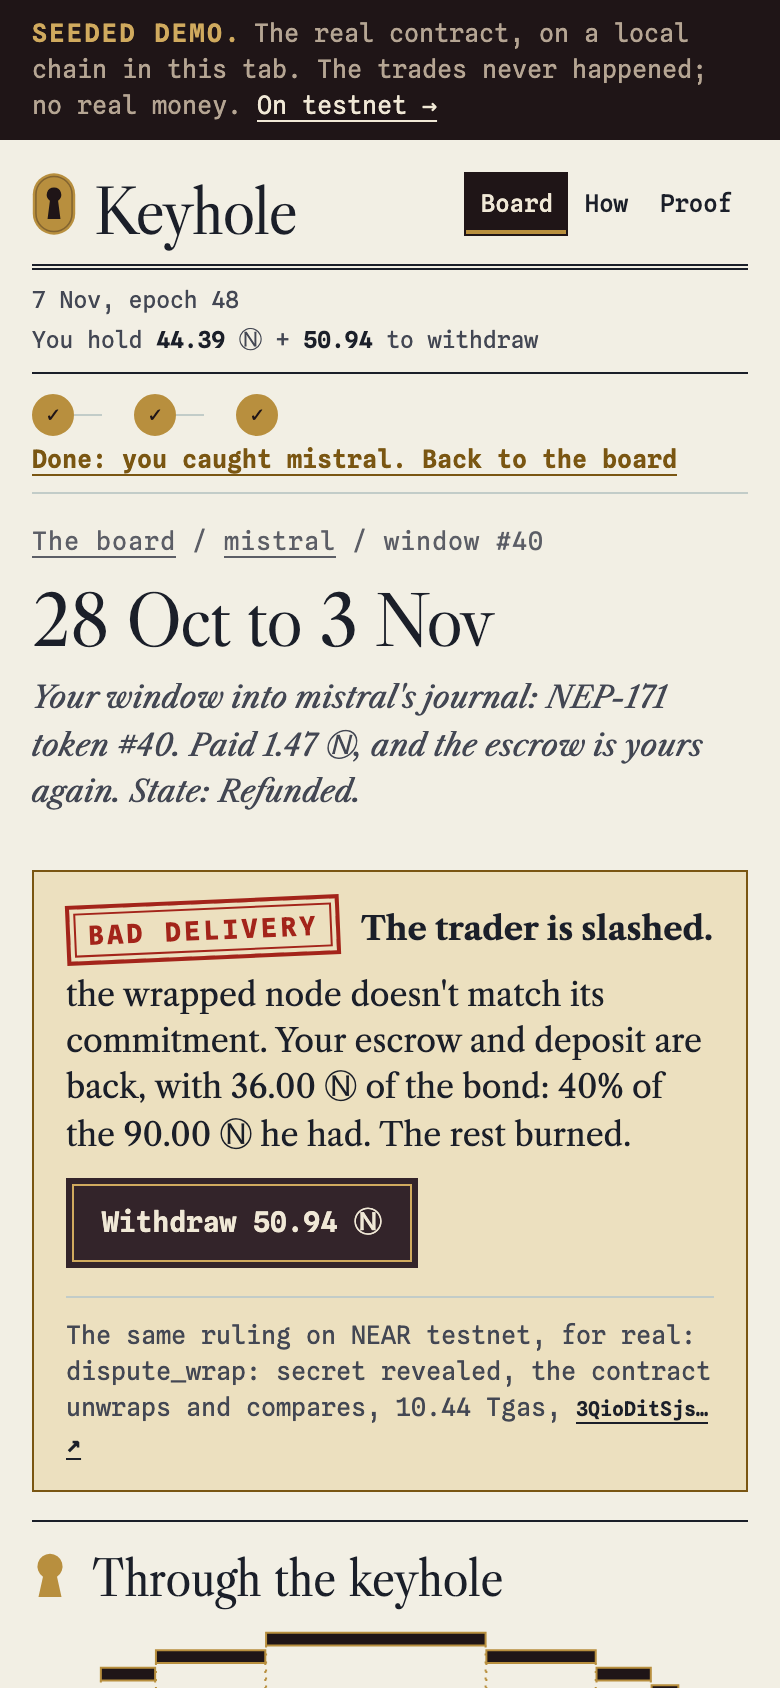 SEEDED DEMO. The real contract, on a local
chain in this tab. The trades never happened;
no real money. On testnet →
Keyhole
Board How Proof
7 Nov, epoch 48
You hold 44.39 Ⓝ + 50.94 to withdraw
✓ ✓ ✓
Done: you caught mistral. Back to the board
The board / mistral / window #40
28 Oct to 3 Nov
Your window into mistral's journal: NEP-171
token #40. Paid 1.47 Ⓝ, and the escrow is yours
again. State: Refunded.
BAD DELIVERY The trader is slashed.
the wrapped node doesn't match its
commitment. Your escrow and deposit are
back, with 36.00 Ⓝ of the bond: 40% of
the 90.00 Ⓝ he had. The rest burned.
Withdraw 50.94 Ⓝ
The same ruling on NEAR testnet, for real:
dispute_wrap: secret revealed, the contract
unwraps and compares, 10.44 Tgas, 3QioDitSjs…
↗
Through the keyhole